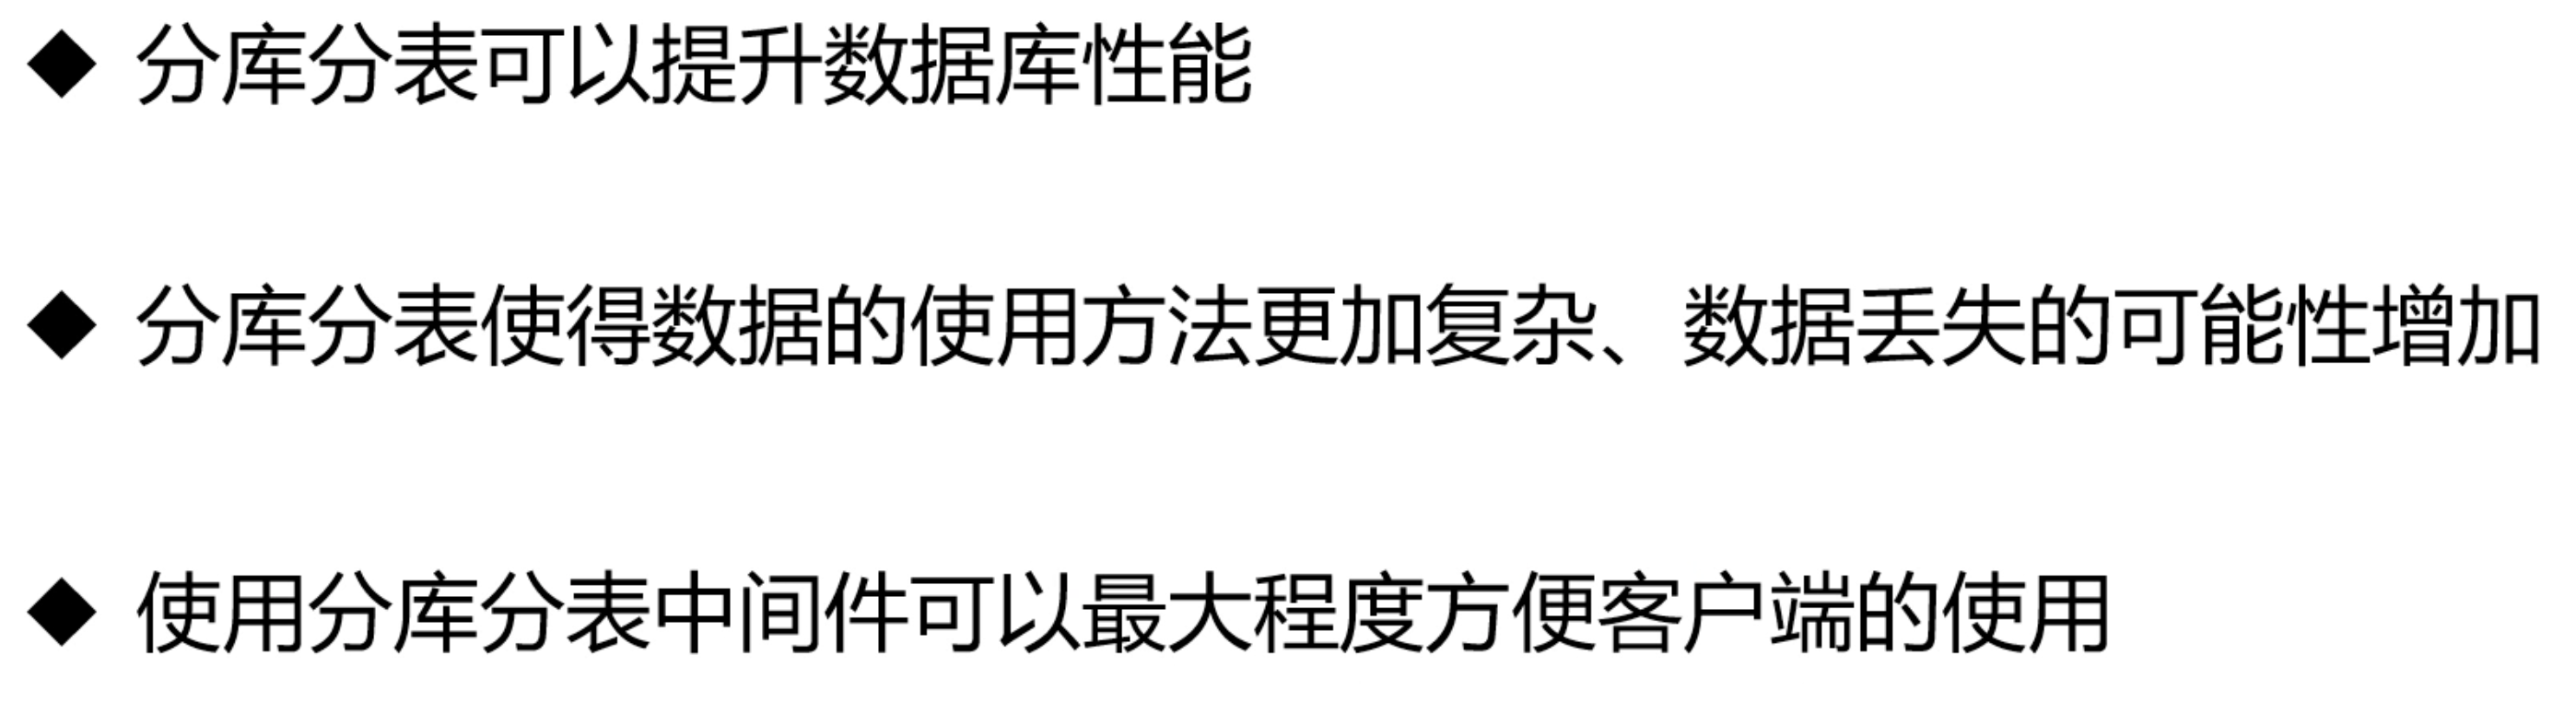 ◆ 分库分表可以提升数据库性能
◆ 分库分表使得数据的使用方法更加复杂、数据丢失的可能性增加
◆ 使用分库分表中间件可以最大程度方便客户端的使用